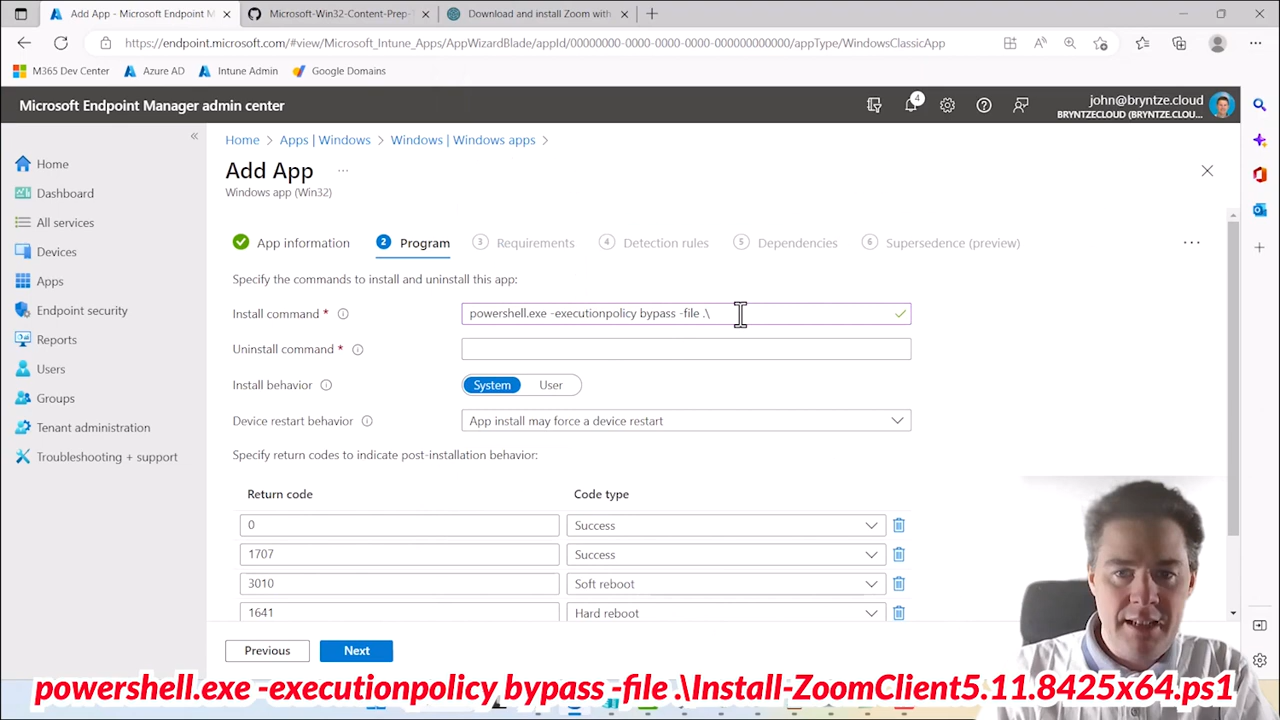 Add App - Microsoft Endpoint M
Microsoft-Win32-Content-Prep-
Download and install Zoom with
https://endpoint.microsoft.com/#view/Microsoft_Intune_Apps/AppWizardBlade/appId/00000000-0000-0000-0000-000000000000/appType/WindowsClassicApp
M365 Dev Center
Azure AD
Intune Admin
Google Domains
Microsoft Endpoint Manager admin center
4
john@bryntze.cloud
BRYNTZECLOUD (BRYNTZE.CLOU...
Home
Dashboard
All services
Devices
Apps
Endpoint security
Reports
Users
Groups
Tenant administration
Troubleshooting + support
Home > Apps | Windows > Windows | Windows apps >
Add App ...
Windows app (Win32)
App information
2 Program
3 Requirements
4 Detection rules
5 Dependencies
6 Supersedence (preview)
...
Specify the commands to install and uninstall this app:
Install command *
powershell.exe -executionpolicy bypass -file .\
Uninstall command *
Install behavior
System
User
Device restart behavior
App install may force a device restart
Specify return codes to indicate post-installation behavior:
Return code
Code type
0
Success
1707
Success
3010
Soft reboot
1641
Hard reboot
Previous
Next
powershell.exe -executionpolicy bypass -file .\Install-ZoomClient5.11.8425x64.ps1